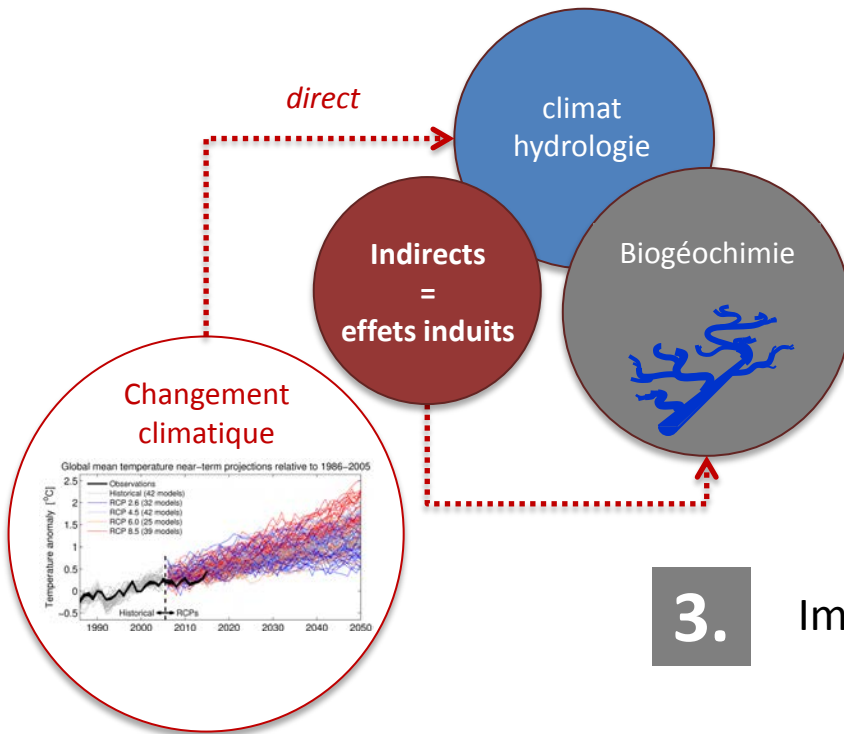 direct
climat
hydrologie
Indirects
=
effets induits
Biogéochimie
Changement
climatique
Global mean temperature near−term projections relative to 1986−2005
Temperature anomaly [°C]
2.5
2
1.5
1
0.5
0
−0.5
Observations
Historical (42 models)
RCP 2.6 (32 models)
RCP 4.5 (42 models)
RCP 6.0 (25 models)
RCP 8.5 (39 models)
Historical RCPs
1990 2000 2010 2020 2030 2040 2050
3. Im